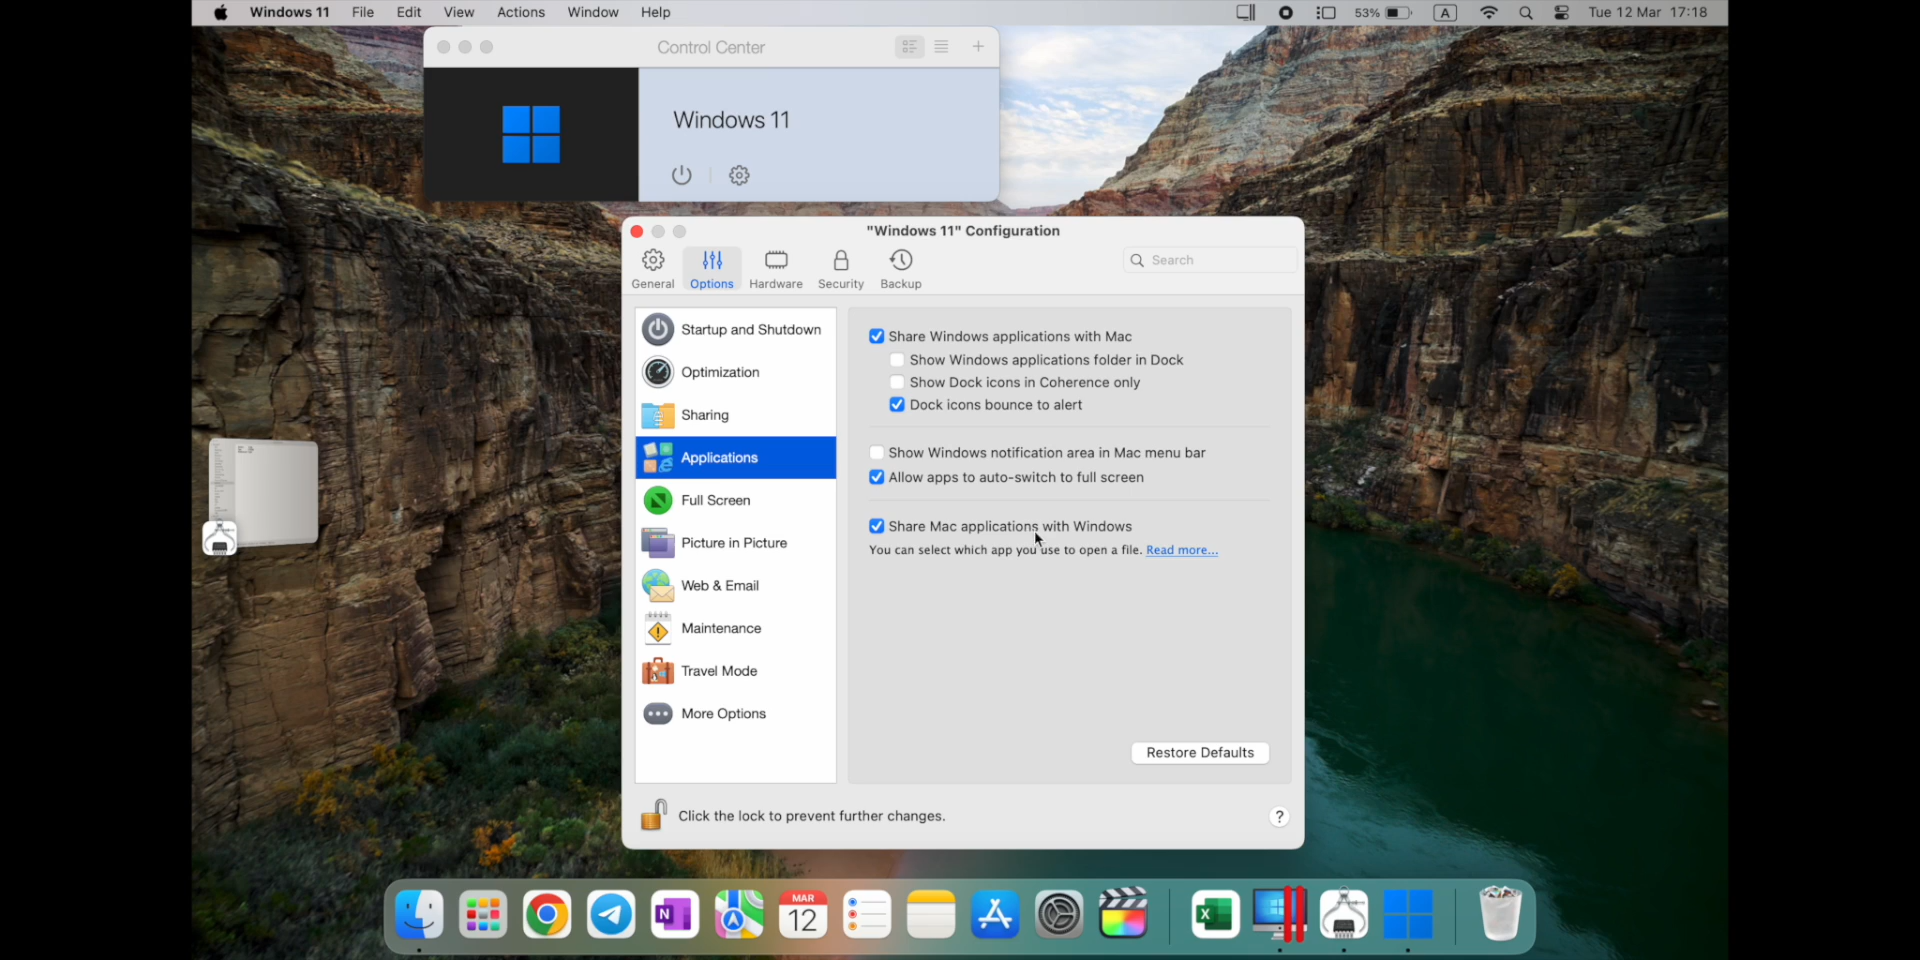 Windows 11 File Edit View Actions Window Help 53% A Tue 12 Mar 17:18
Control Center
Windows 11
"Windows 11" Configuration
General Options Hardware Security Backup
Search
Startup and Shutdown
Optimization
Sharing
Applications
Full Screen
Picture in Picture
Web & Email
Maintenance
Travel Mode
More Options
Share Windows applications with Mac
Show Windows applications folder in Dock
Show Dock icons in Coherence only
Dock icons bounce to alert
Show Windows notification area in Mac menu bar
Allow apps to auto-switch to full screen
Share Mac applications with Windows
You can select which app you use to open a file. Read more...
Restore Defaults
Click the lock to prevent further changes.
?
N
MAR
12
X